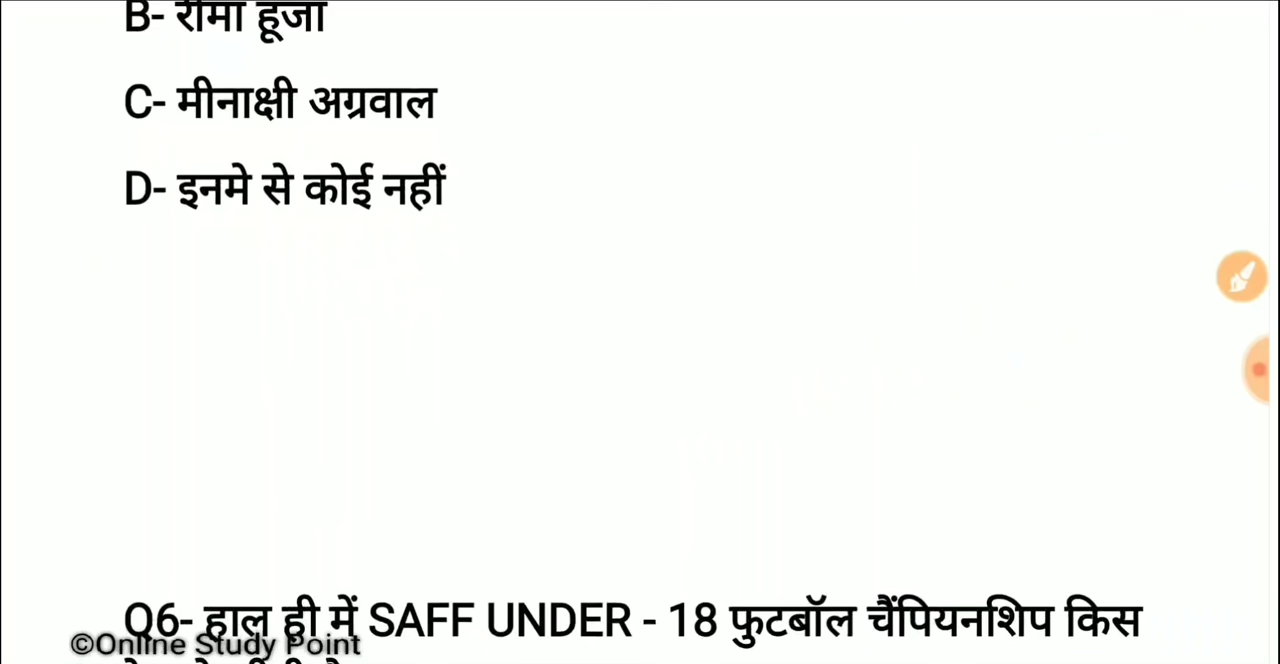 B- रीमा हूजा
C- मीनाक्षी अग्रवाल
D- इनमे से कोई नहीं
Q6- हाल ही में SAFF UNDER - 18 फुटबॉल चैंपियनशिप किस
©Online Study Point